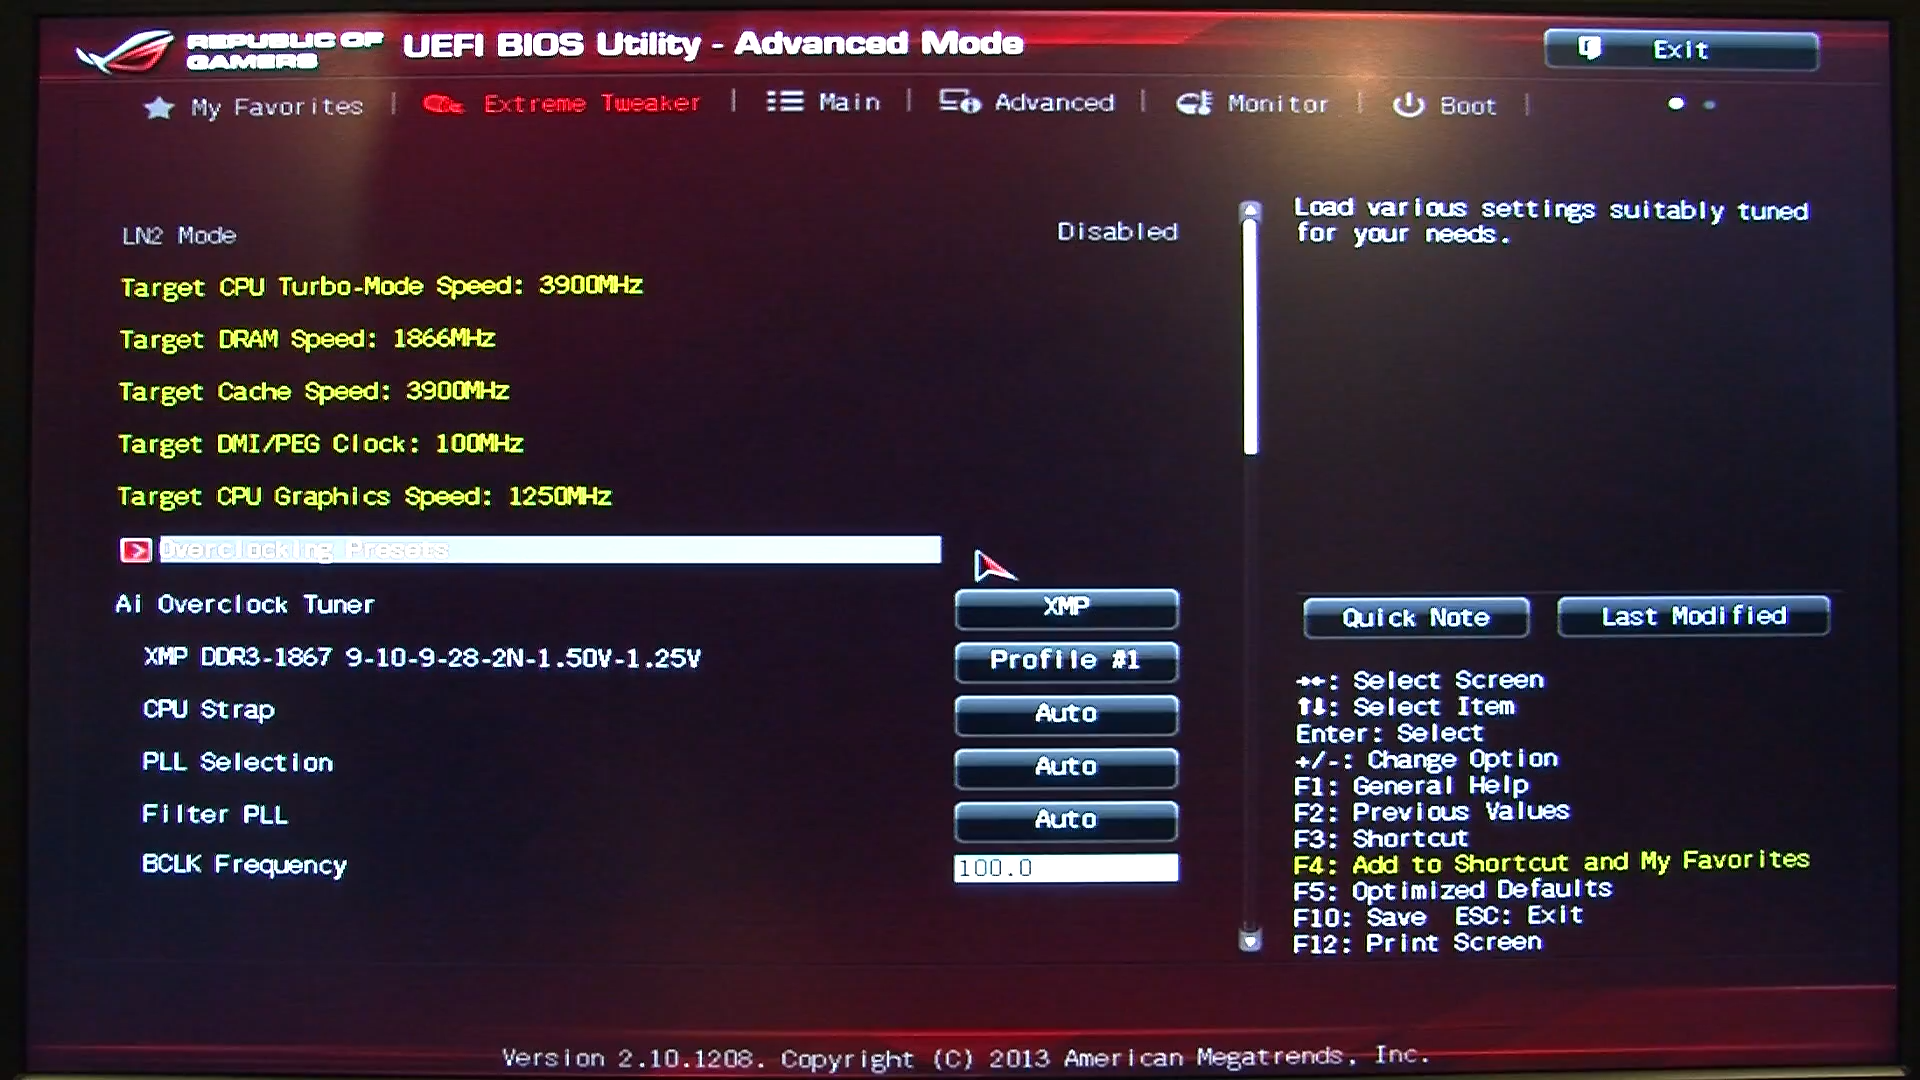 REPUBLIC OF
GAMERS
UEFI BIOS Utility - Advanced Mode
Exit
My Favorites
Extreme Tweaker
Main
Advanced
Monitor
Boot
LN2 Mode Disabled
Target CPU Turbo-Mode Speed: 3900MHz
Target DRAM Speed: 1866MHz
Target Cache Speed: 3900MHz
Target DMI/PEG Clock: 100MHz
Target CPU Graphics Speed: 1250MHz
Overclocking Presets
Ai Overclock Tuner XMP
XMP DDR3-1867 9-10-9-28-2N-1.50V-1.25V Profile #1
CPU Strap Auto
PLL Selection Auto
Filter PLL Auto
BCLK Frequency 100.0
Load various settings suitably tuned
for your needs.
Quick Note
Last Modified
→←: Select Screen
↑↓: Select Item
Enter: Select
+/-: Change Option
F1: General Help
F2: Previous Values
F3: Shortcut
F4: Add to Shortcut and My Favorites
F5: Optimized Defaults
F10: Save ESC: Exit
F12: Print Screen
Version 2.10.1208. Copyright (C) 2013 American Megatrends, Inc.